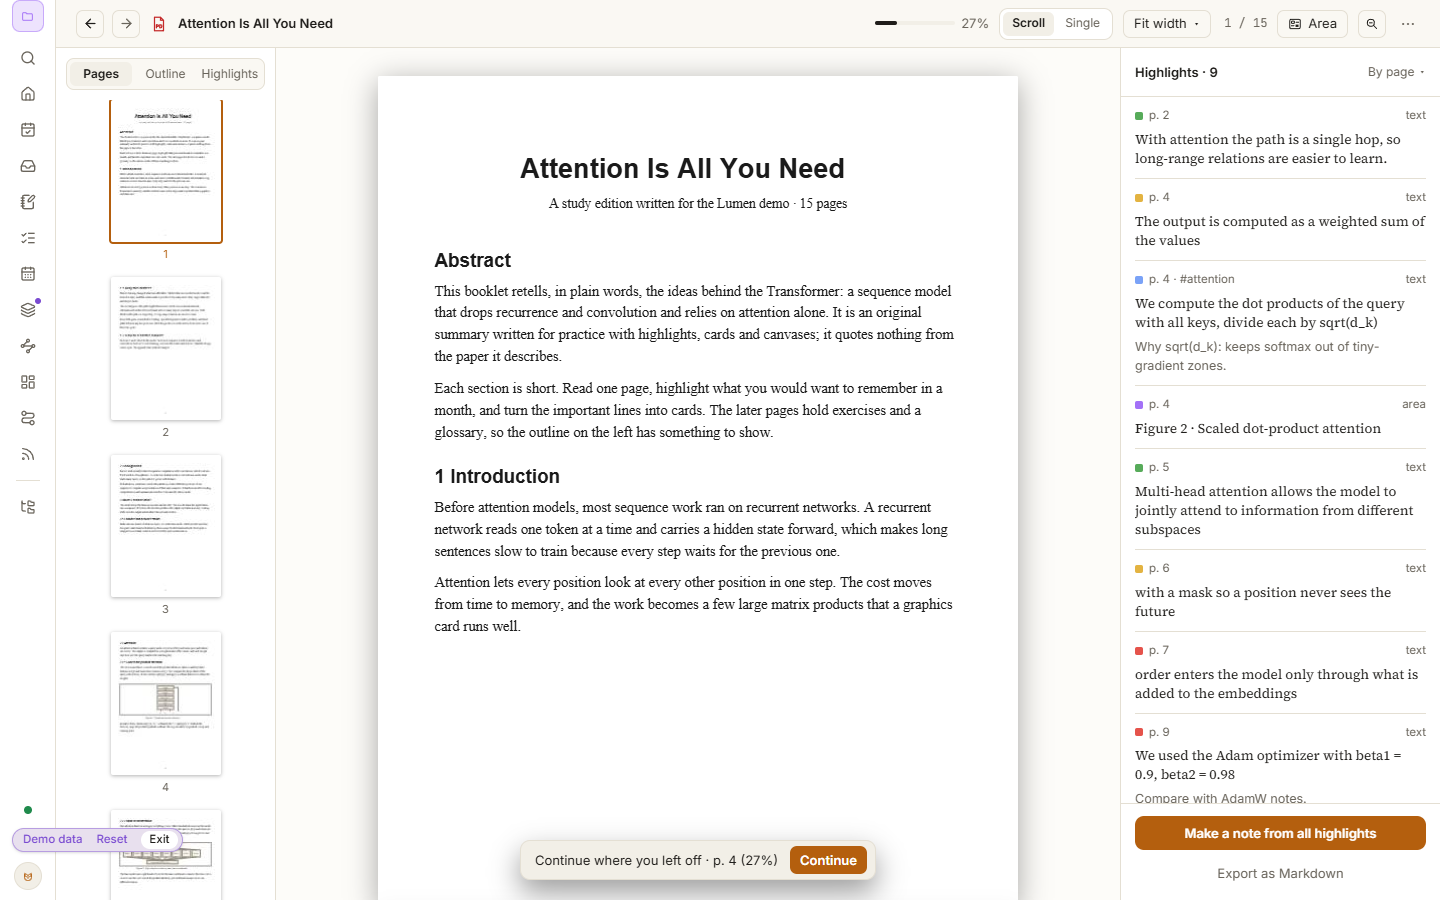 Attention Is All You Need
27%
Scroll
Single
Fit width
1 / 15
Area
Pages
Outline
Highlights
Attention Is All You Need
1
2
3
4
Attention Is All You Need
A study edition written for the Lumen demo · 15 pages
Abstract
This booklet retells, in plain words, the ideas behind the Transformer: a sequence model
that drops recurrence and convolution and relies on attention alone. It is an original
summary written for practice with highlights, cards and canvases; it quotes nothing from
the paper it describes.
Each section is short. Read one page, highlight what you would want to remember in a
month, and turn the important lines into cards. The later pages hold exercises and a
glossary, so the outline on the left has something to show.
1 Introduction
Before attention models, most sequence work ran on recurrent networks. A recurrent
network reads one token at a time and carries a hidden state forward, which makes long
sentences slow to train because every step waits for the previous one.
Attention lets every position look at every other position in one step. The cost moves
from time to memory, and the work becomes a few large matrix products that a graphics
card runs well.
Continue where you left off · p. 4 (27%)
Continue
Highlights · 9
By page
p. 2
text
With attention the path is a single hop, so
long-range relations are easier to learn.
p. 4
text
The output is computed as a weighted sum of
the values
p. 4 · #attention
text
We compute the dot products of the query
with all keys, divide each by sqrt(d_k)
Why sqrt(d_k): keeps softmax out of tiny-
gradient zones.
p. 4
area
Figure 2 · Scaled dot-product attention
p. 5
text
Multi-head attention allows the model to
jointly attend to information from different
subspaces
p. 6
text
with a mask so a position never sees the
future
p. 7
text
order enters the model only through what is
added to the embeddings
p. 9
text
We used the Adam optimizer with beta1 =
0.9, beta2 = 0.98
Compare with AdamW notes.
Make a note from all highlights
Export as Markdown
Demo data
Reset
Exit